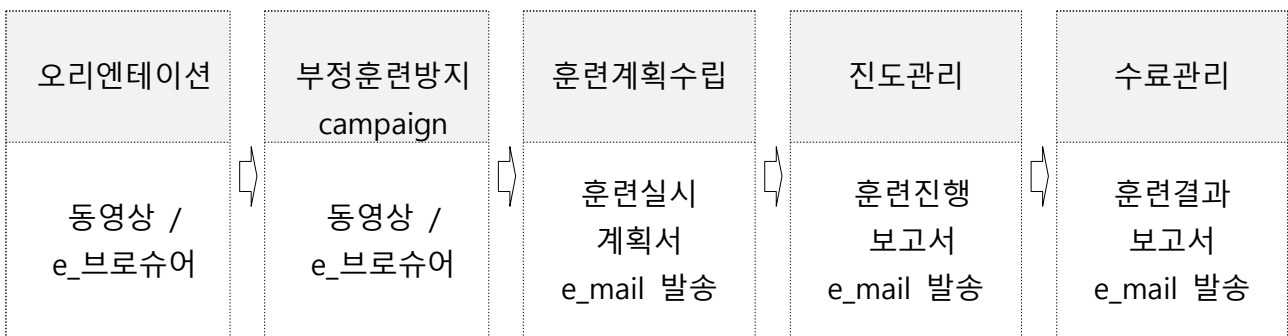 오리엔테이션
동영상 /
e_브로슈어
부정훈련방지
campaign
동영상 /
e_브로슈어
훈련계획수립
훈련실시
계획서
e_mail 발송
진도관리
훈련진행
보고서
e_mail 발송
수료관리
훈련결과
보고서
e_mail 발송